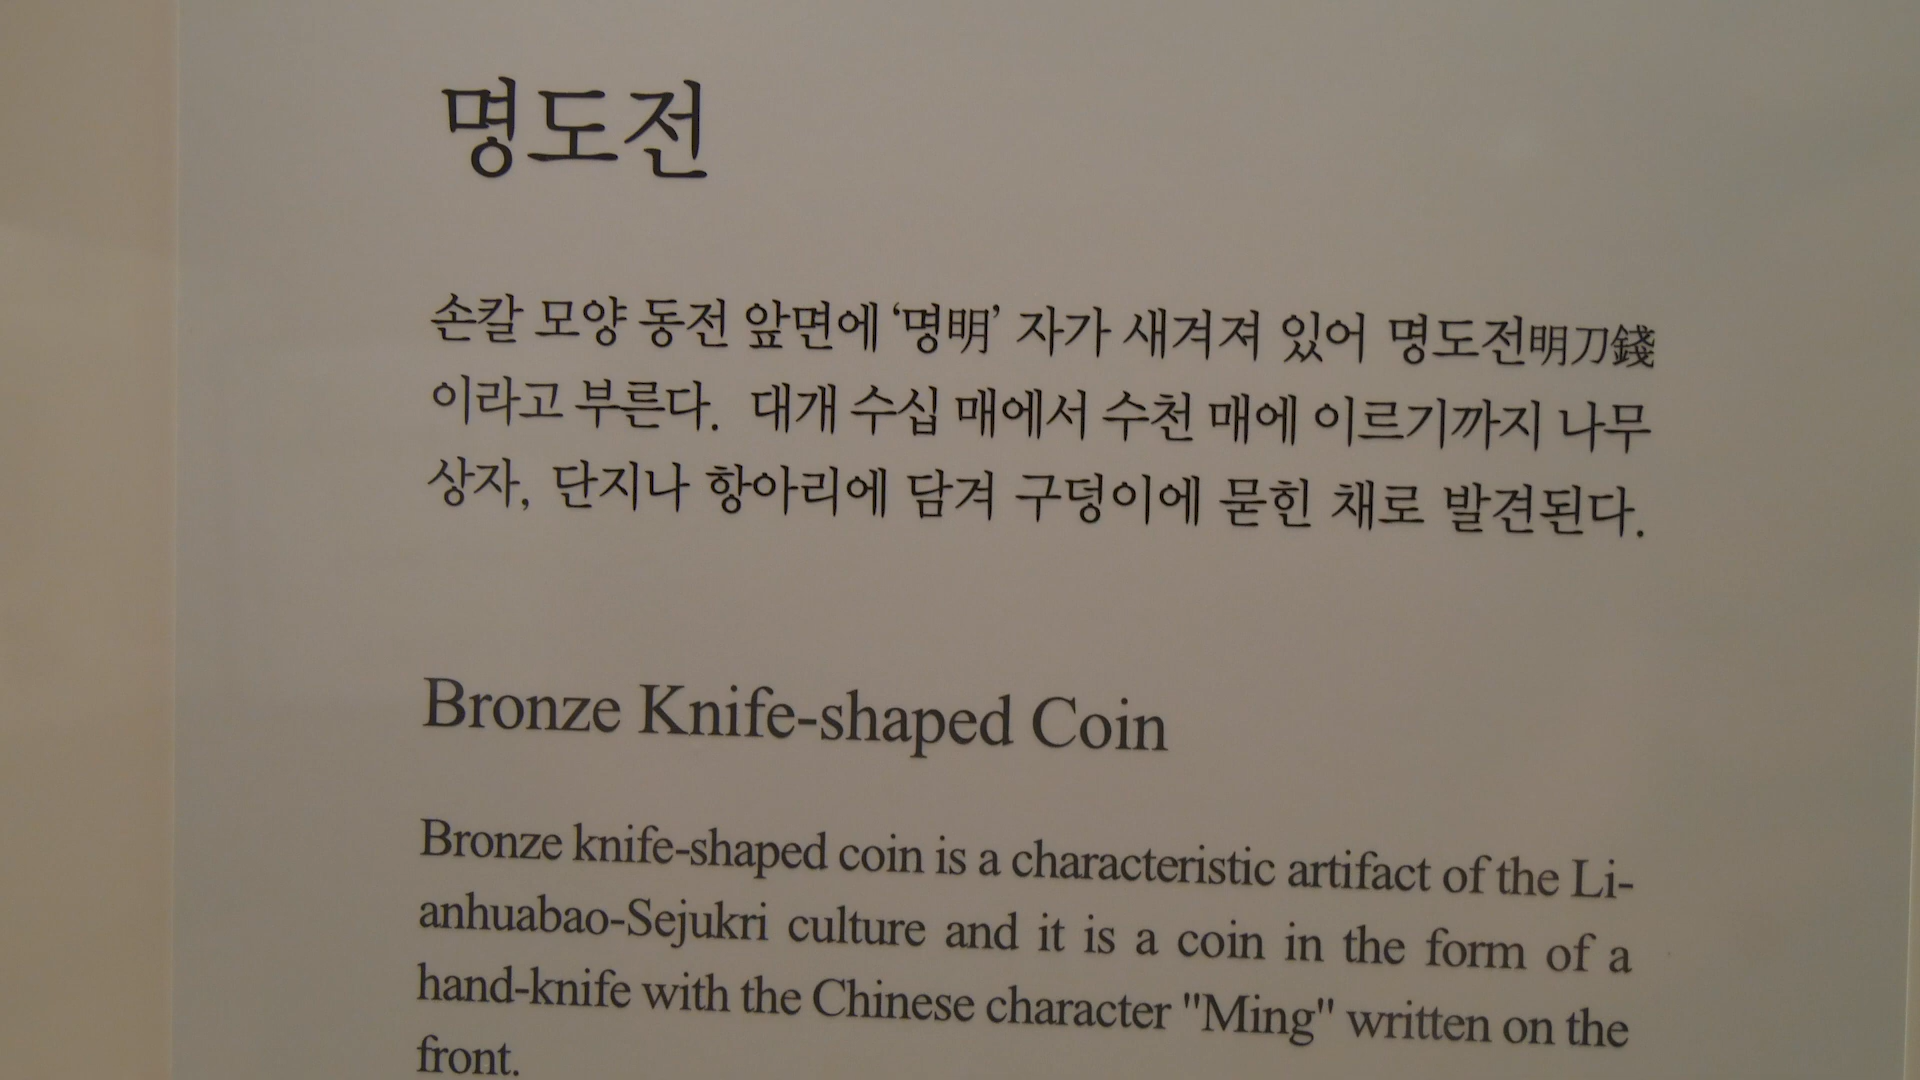 명도전
손칼 모양 동전 앞면에 ‘명明’ 자가 새겨져 있어 명도전明刀錢
이라고 부른다. 대개 수십 매에서 수천 매에 이르기까지 나무
상자, 단지나 항아리에 담겨 구덩이에 묻힌 채로 발견된다.
Bronze Knife-shaped Coin
Bronze knife-shaped coin is a characteristic artifact of the Li-
anhuabao-Sejukri culture and it is a coin in the form of a
hand-knife with the Chinese character "Ming" written on the
front.